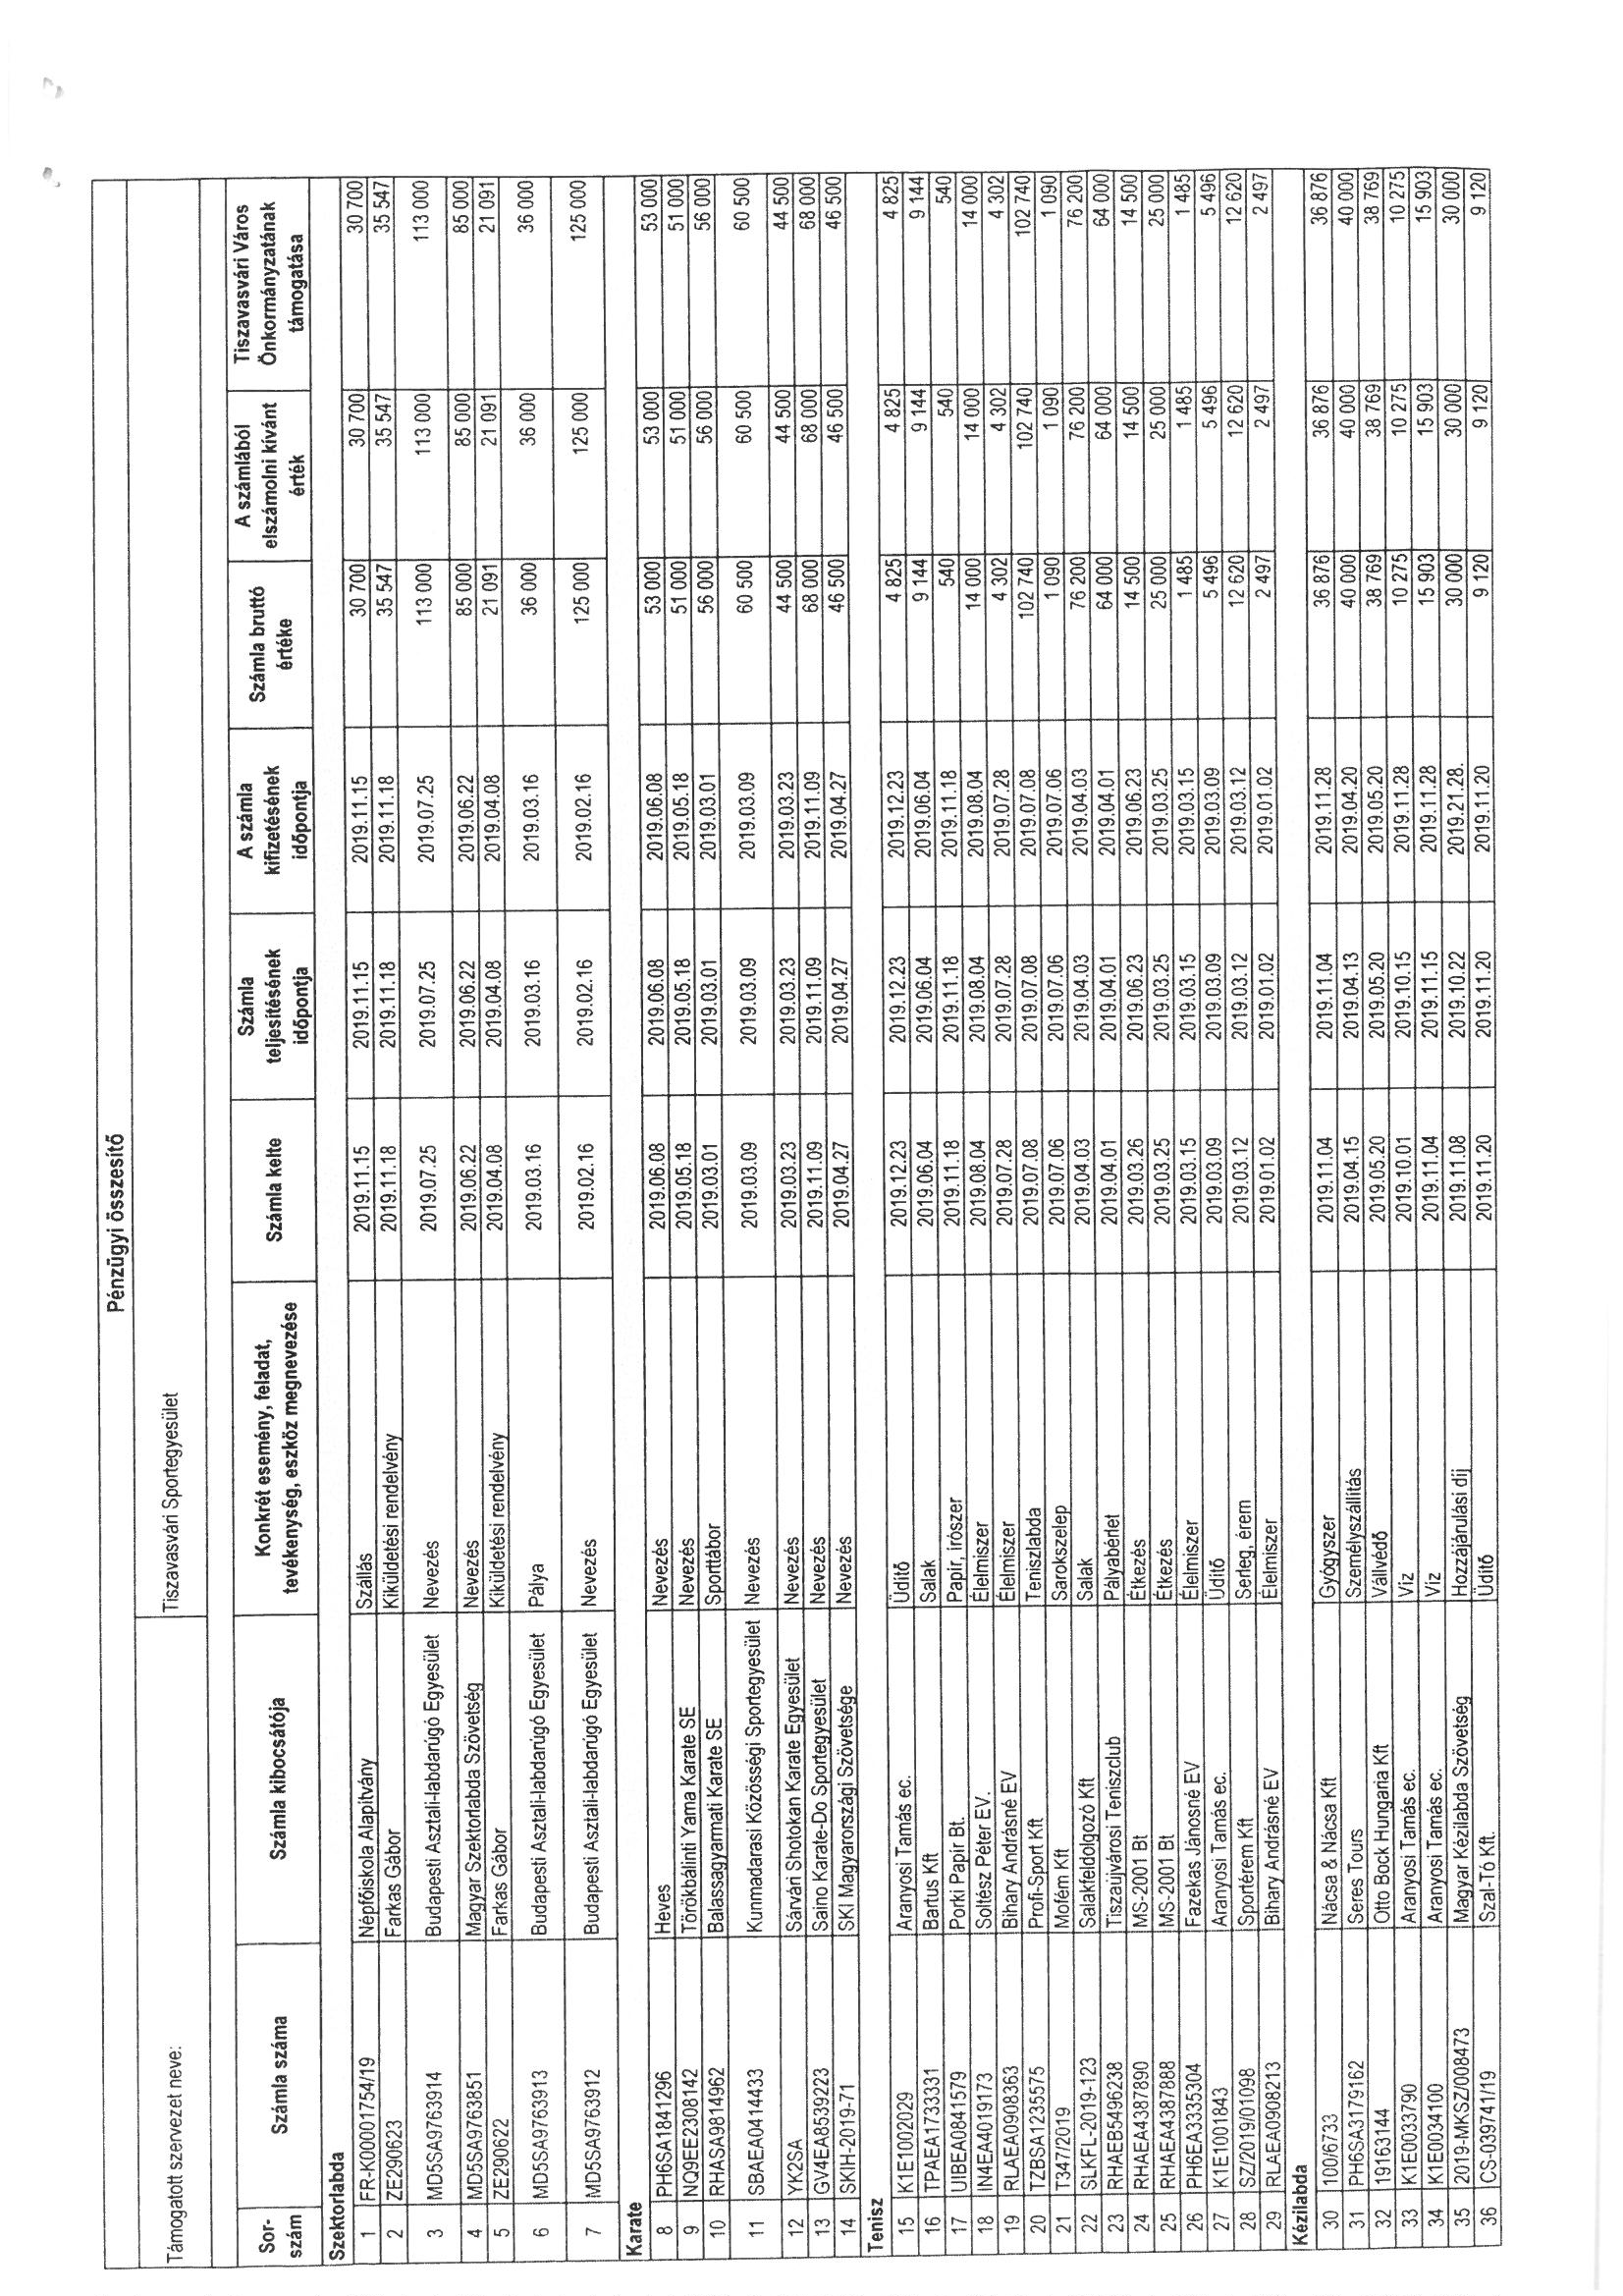 Pénzügyi összesítő
Támogatott szervezet neve: Tiszavasvári Sportegyesület
Sor-szám Számla száma Számla kibocsátója Konkrét esemény, feladat, tevékenység, eszköz megnevezése Számla kelte Számla teljesítésének időpontja A számla kifizetésének időpontja Számla bruttó értéke A számlából elszámolni kívánt érték Tiszavasvári Város Önkormányzatának támogatása
Szektorlabda
1 FR-K00001754/19 Népfőiskola Alapítvány Szállás 2019.11.15 2019.11.15 2019.11.15 30 700 30 700 30 700
2 ZE290623 Farkas Gábor Kiküldetési rendelvény 2019.11.18 2019.11.18 2019.11.18 35 547 35 547 35 547
3 MD5SA9763914 Budapesti Asztali-labdarúgó Egyesület Nevezés 2019.07.25 2019.07.25 2019.07.25 113 000 113 000 113 000
4 MD5SA9763851 Magyar Szektorlabda Szövetség Nevezés 2019.06.22 2019.06.22 2019.06.22 85 000 85 000 85 000
5 ZE290622 Farkas Gábor Kiküldetési rendelvény 2019.04.08 2019.04.08 2019.04.08 21 091 21 091 21 091
6 MD5SA9763913 Budapesti Asztali-labdarúgó Egyesület Pálya 2019.03.16 2019.03.16 2019.03.16 36 000 36 000 36 000
7 MD5SA9763912 Budapesti Asztali-labdarúgó Egyesület Nevezés 2019.02.16 2019.02.16 2019.02.16 125 000 125 000 125 000
Karate
8 PH6SA1841296 Heves Nevezés 2019.06.08 2019.06.08 2019.06.08 53 000 53 000 53 000
9 NQ9EE2308142 Törökbálinti Yama Karate SE Nevezés 2019.05.18 2019.05.18 2019.05.18 51 000 51 000 51 000
10 RHASA9814962 Balassagyarmati Karate SE Sporttábor 2019.03.01 2019.03.01 2019.03.01 56 000 56 000 56 000
11 SBAEA0414433 Kunmadarasi Közösségi Sportegyesület Nevezés 2019.03.09 2019.03.09 2019.03.09 60 500 60 500 60 500
12 YK2SA Sárvári Shotokan Karate Egyesület Nevezés 2019.03.23 2019.03.23 2019.03.23 44 500 44 500 44 500
13 GV4EA8539223 Saino Karate-Do Sportegyesület Nevezés 2019.11.09 2019.11.09 2019.11.09 68 000 68 000 68 000
14 SKIH-2019-71 SKI Magyarországi Szövetsége Nevezés 2019.04.27 2019.04.27 2019.04.27 46 500 46 500 46 500
Tenisz
15 K1E1002029 Aranyosi Tamás ec. Üdítő 2019.12.23 2019.12.23 2019.12.23 4 825 4 825 4 825
16 TPAEA1733331 Bartus Kft Salak 2019.06.04 2019.06.04 2019.06.04 9 144 9 144 9 144
17 UIBEA0841579 Porki Papír Bt. Papír, írószer 2019.11.18 2019.11.18 2019.11.18 540 540 540
18 IN4EA4019173 Soltész Péter EV. Élelmiszer 2019.08.04 2019.08.04 2019.08.04 14 000 14 000 14 000
19 RLAEA0908363 Bihary Andrásné EV Élelmiszer 2019.07.28 2019.07.28 2019.07.28 4 302 4 302 4 302
20 TZBSA1235575 Profi-Sport Kft Teniszlabda 2019.07.08 2019.07.08 2019.07.08 102 740 102 740 102 740
21 T347/2019 Mofém Kft Sarokszelep 2019.07.06 2019.07.06 2019.07.06 1 090 1 090 1 090
22 SLKFL-2019-123 Salakfeldolgozó Kft Salak 2019.04.03 2019.04.03 2019.04.03 76 200 76 200 76 200
23 RHAEB5496238 Tiszaújvárosi Teniszclub Pályabérlet 2019.04.01 2019.04.01 2019.04.01 64 000 64 000 64 000
24 RHAEA4387890 MS-2001 Bt Étkezés 2019.03.26 2019.06.23 2019.06.23 14 500 14 500 14 500
25 RHAEA4387888 MS-2001 Bt Étkezés 2019.03.25 2019.03.25 2019.03.25 25 000 25 000 25 000
26 PH6EA3335304 Fazekas Jánosné EV Élelmiszer 2019.03.15 2019.03.15 2019.03.15 1 485 1 485 1 485
27 K1E1001843 Aranyosi Tamás ec. Üdítő 2019.03.09 2019.03.09 2019.03.09 5 496 5 496 5 496
28 SZ/2019/01098 Sportérem Kft Serleg, érem 2019.03.12 2019.03.12 2019.03.12 12 620 12 620 12 620
29 RLAEA0908213 Bihary Andrásné EV Élelmiszer 2019.01.02 2019.01.02 2019.01.02 2 497 2 497 2 497
Kézilabda
30 1100/6733 Nácsa & Nácsa Kft Gyógyszer 2019.11.04 2019.11.04 2019.11.28 36 876 36 876 36 876
31 PH6SA3179162 Seres Tours Személyszállítás 2019.04.15 2019.04.13 2019.04.20 40 000 40 000 40 000
32 19163144 Otto Bock Hungaria Kft Vállvédő 2019.05.20 2019.05.20 2019.05.20 38 769 38 769 38 769
33 K1E0033790 Aranyosi Tamás ec. Víz 2019.10.01 2019.10.15 2019.11.28 10 275 10 275 10 275
34 K1E0034100 Aranyosi Tamás ec. Víz 2019.11.04 2019.11.15 2019.11.28 15 903 15 903 15 903
35 2019-MKSZ/0008473 Magyar Kézilabda Szövetség Hozzájárulási díj 2019.11.08 2019.10.22 2019.21.28. 30 000 30 000 30 000
36 CS-039741/19 Szal-Tó Kft. Üdítő 2019.11.20 2019.11.20 2019.11.20 9 120 9 120 9 120